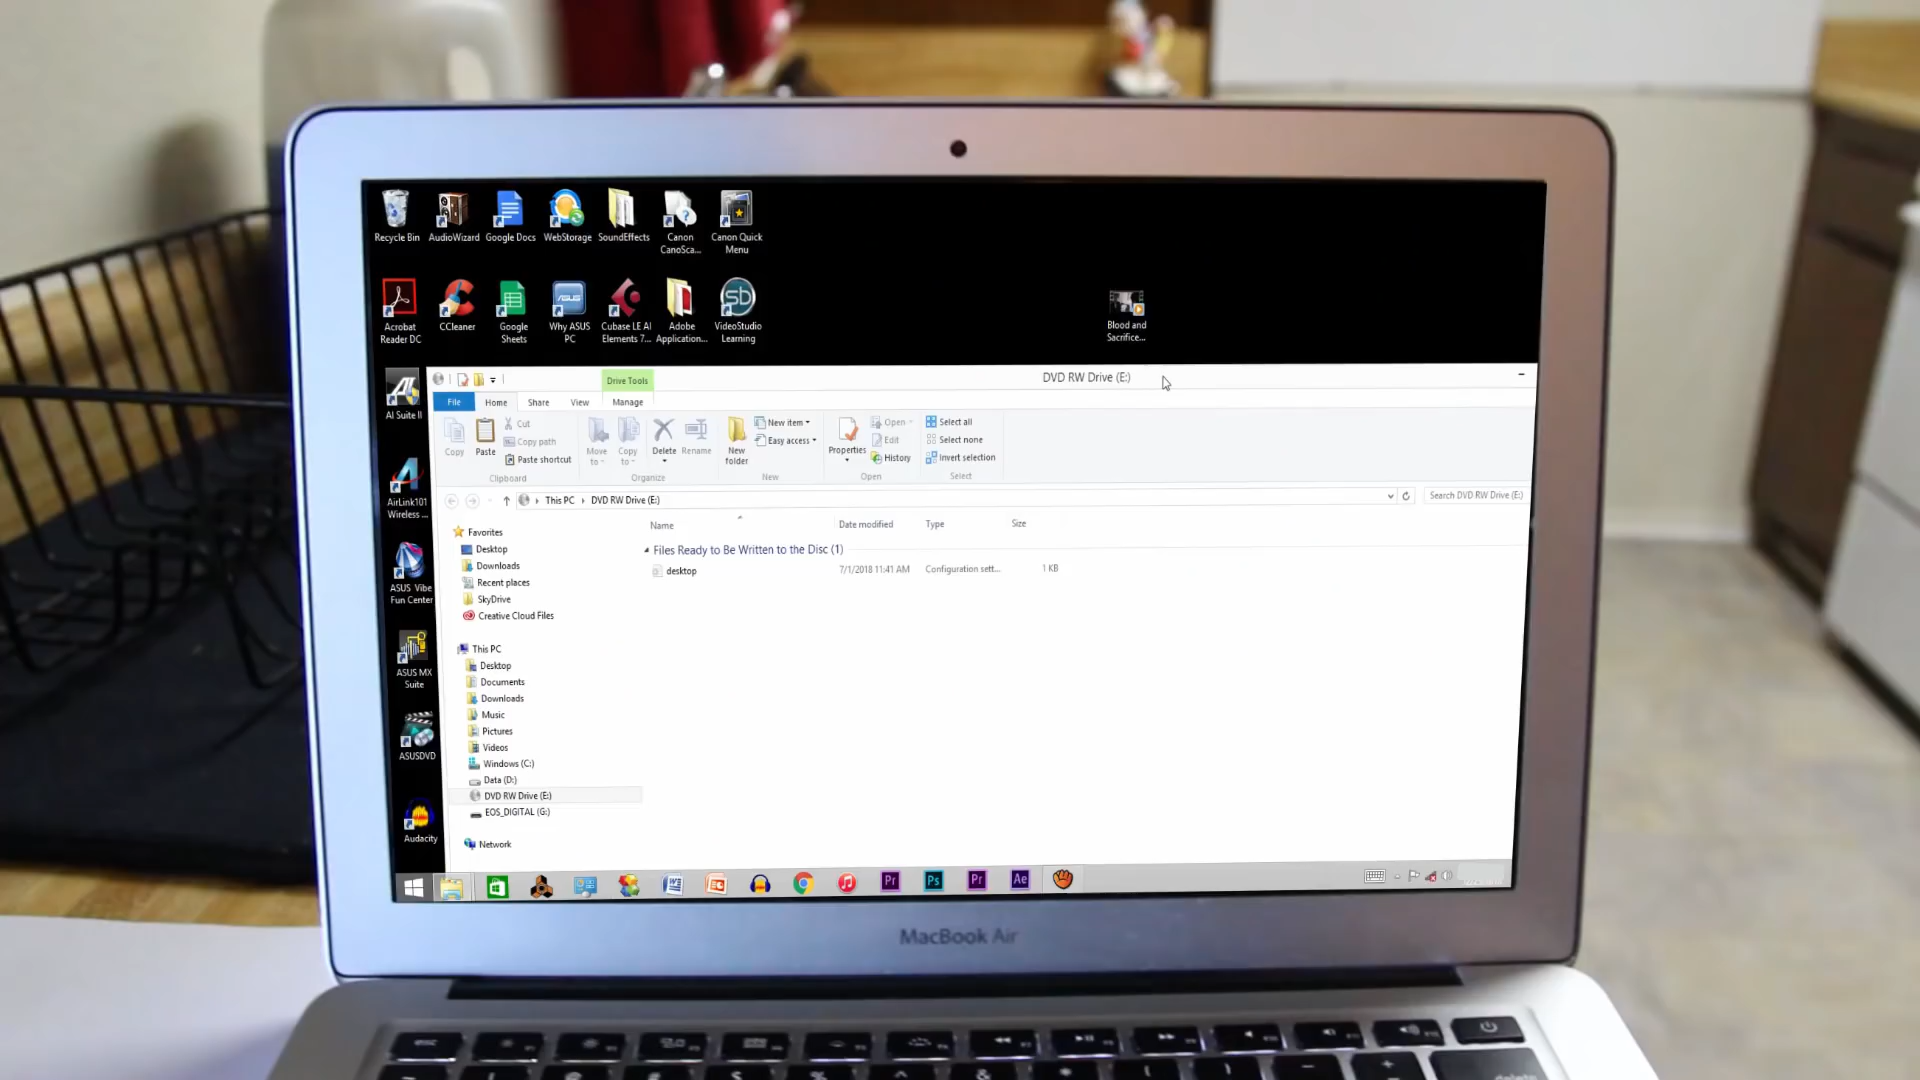 Recycle Bin
AudioWizard
Google Docs
WebStorage
SoundEffects
Canon
CanoSca...
Canon Quick
Menu
Acrobat
Reader DC
CCleaner
Google
Sheets
Why ASUS
PC
Cubase LE AI
Elements 7...
Adobe
Application...
VideoStudio
Learning
Blood and
Sacrifice...
AI Suite II
AirLink101
Wireless ...
ASUS Vibe
Fun Center
ASUS MX
Suite
ASUSDVD
Audacity
Drive Tools
DVD RW Drive (E:)
File
Home
Share
View
Manage
Copy
Paste
Cut
Copy path
Paste shortcut
Clipboard
Move
to
Copy
to
Delete
Rename
Organize
New
folder
New item
Easy access
New
Properties
Open
Edit
History
Open
Select all
Select none
Invert selection
Select
This PC
DVD RW Drive (E:)
Search DVD RW Drive (E:)
Name
Date modified
Type
Size
Files Ready to Be Written to the Disc (1)
desktop
7/1/2018 11:41 AM
Configuration sett...
1 KB
Favorites
Desktop
Downloads
Recent places
SkyDrive
Creative Cloud Files
This PC
Desktop
Documents
Downloads
Music
Pictures
Videos
Windows (C:)
Data (D:)
DVD RW Drive (E:)
EOS_DIGITAL (G:)
Network
Pr
Ps
Pr
Ae
MacBook Air
esc
delete